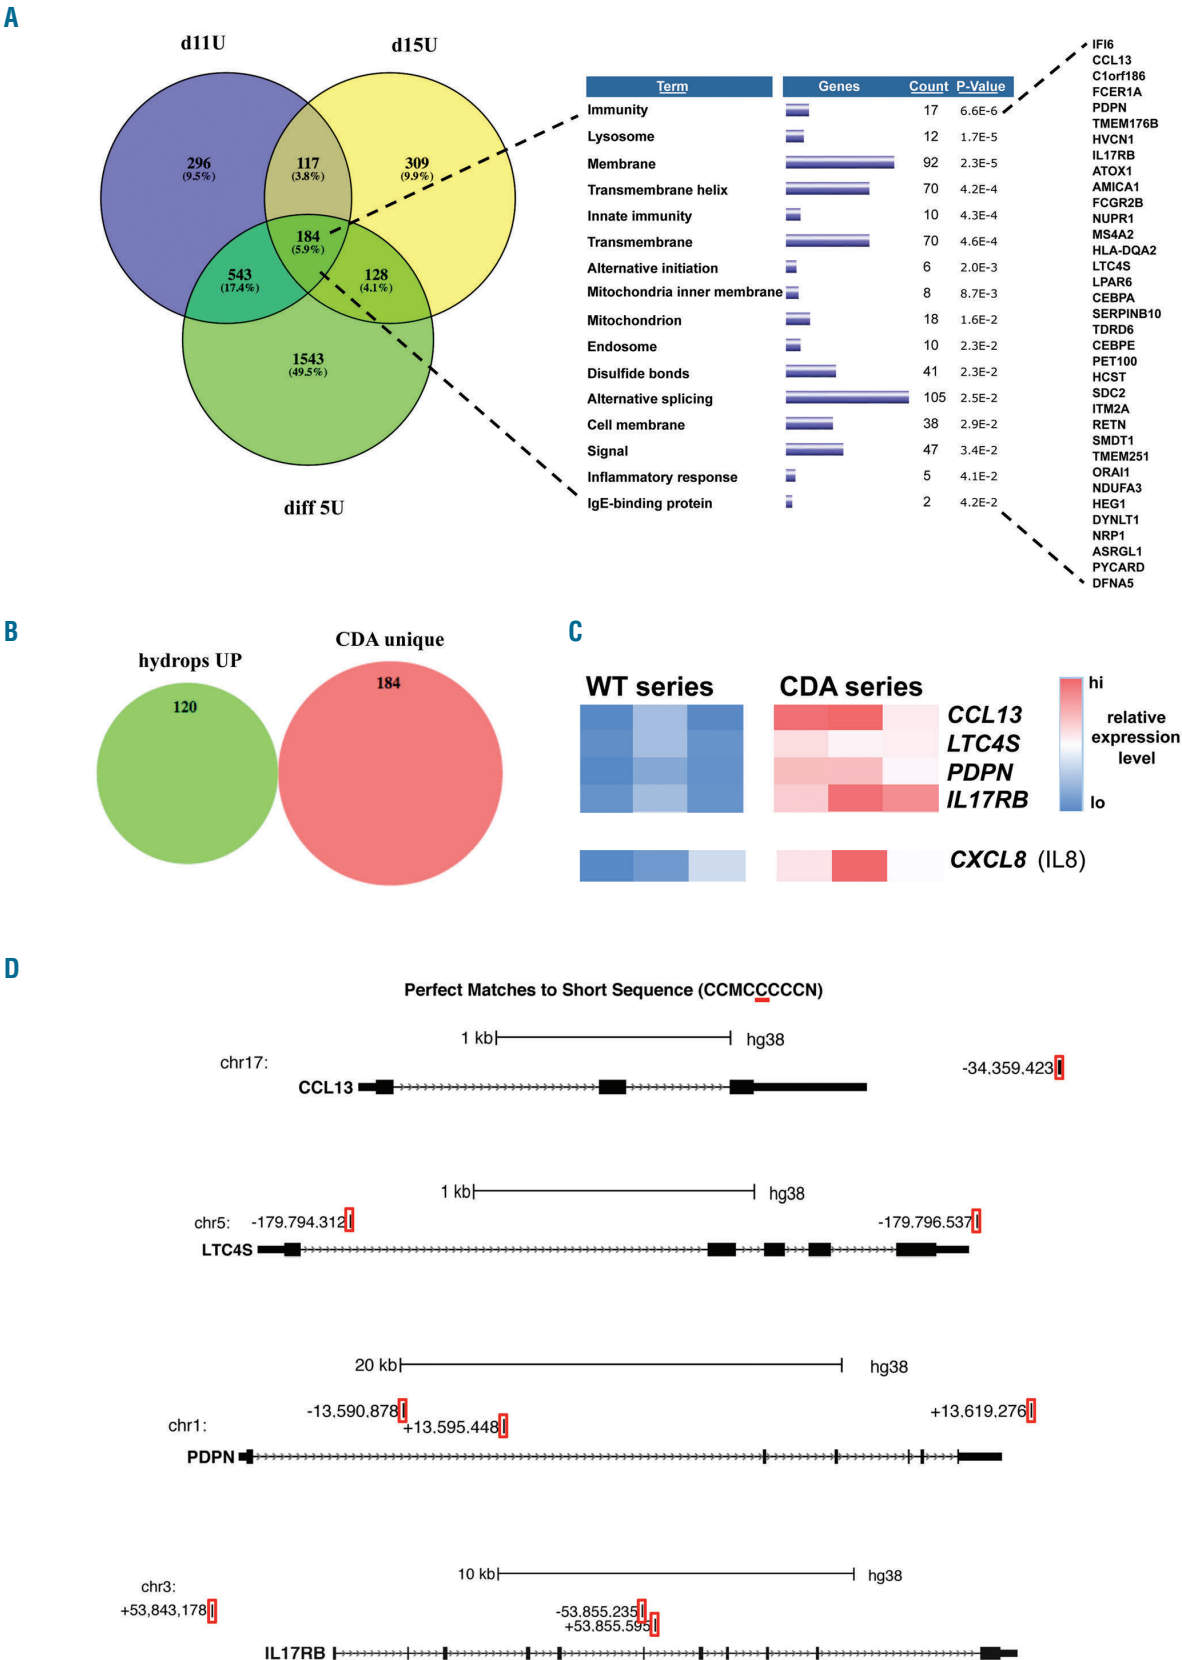 A
d11U
d15U
296
(9.5%)
117
(3.8%)
309
(9.9%)
184
(5.9%)
543
(17.4%)
128
(4.1%)
1543
(49.5%)
diff 5U
Term Genes Count P-Value
Immunity 17 6.6E-6
Lysosome 12 1.7E-5
Membrane 92 2.3E-5
Transmembrane helix 70 4.2E-4
Innate immunity 10 4.3E-4
Transmembrane 70 4.6E-4
Alternative initiation 6 2.0E-3
Mitochondria inner membrane 8 8.7E-3
Mitochondrion 18 1.6E-2
Endosome 10 2.3E-2
Disulfide bonds 41 2.3E-2
Alternative splicing 105 2.5E-2
Cell membrane 38 2.9E-2
Signal 47 3.4E-2
Inflammatory response 5 4.1E-2
IgE-binding protein 2 4.2E-2
IFI6
CCL13
C1orf186
FCER1A
PDPN
TMEM176B
HVCN1
IL17RB
ATOX1
AMICA1
FCGR2B
NUPR1
MS4A2
HLA-DQA2
LTC4S
LPAR6
CEBPA
SERPINB10
TDRD6
CEBPE
PET100
HCST
SDC2
ITM2A
RETN
SMDT1
TMEM251
ORAI1
NDUFA3
HEG1
DYNLT1
NRP1
ASRGL1
PYCARD
DFNA5
B
hydrops UP
CDA unique
120
184
C
WT series
CDA series
CCL13
LTC4S
PDPN
IL17RB
CXCL8 (IL8)
hi
relative
expression
level
lo
D
Perfect Matches to Short Sequence (CCMCCCCCN)
1 kb hg38
chr17:
-34.359.423
CCL13
1 kb hg38
chr5: -179.794.312 -179.796.537
LTC4S
20 kb hg38
-13.590.878 +13.619.276
chr1: +13.595.448
PDPN
10 kb hg38
chr3:
+53,843,178 -53.855.235
+53.855.595
IL17RB